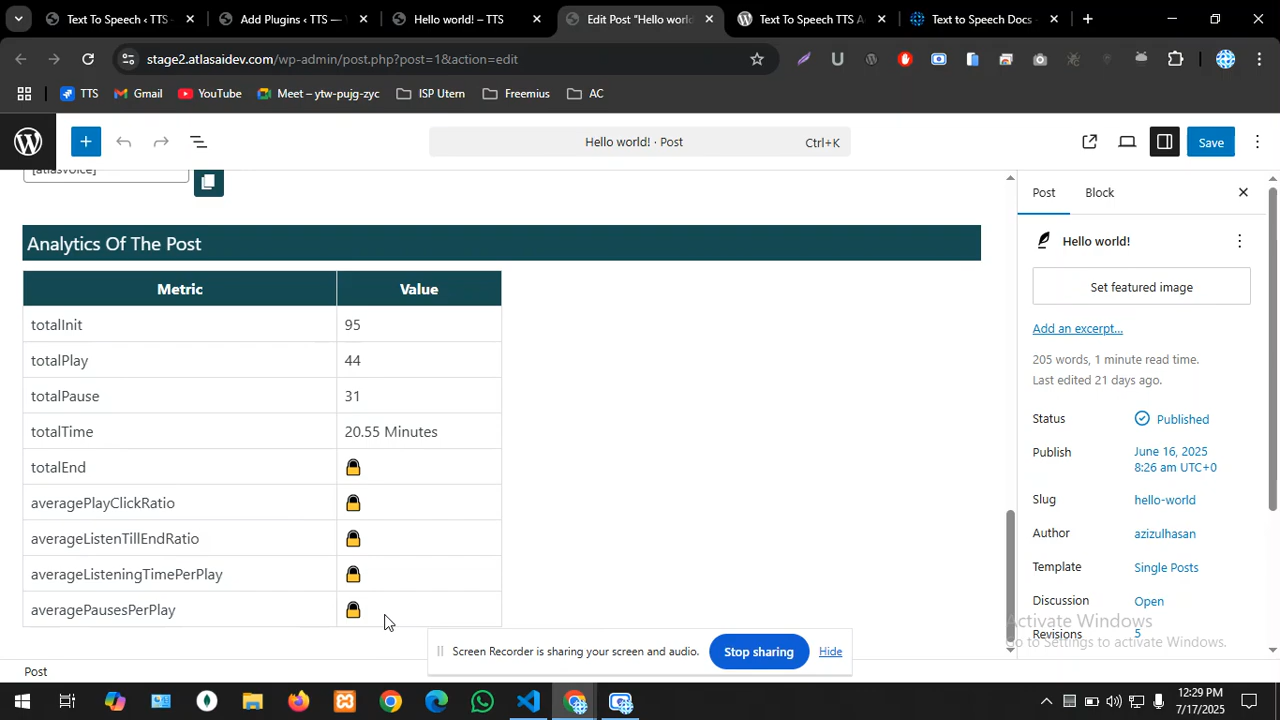 Text To Speech ‹ TTS -
Add Plugins ‹ TTS —
Hello world! – TTS
Edit Post "Hello worl
Text To Speech TTS A
Text to Speech Docs -
stage2.atlasaidev.com/wp-admin/post.php?post=1&action=edit
TTS
Gmail
YouTube
Meet – ytw-pujg-zyc
ISP Utem
Freemius
AC
Hello world! · Post
Ctrl+K
Save
[atlasvoice]
Post
Block
Analytics Of The Post
Metric
Value
totalInit
95
totalPlay
44
totalPause
31
totalTime
20.55 Minutes
totalEnd
averagePlayClickRatio
averageListenTillEndRatio
averageListeningTimePerPlay
averagePausesPerPlay
Hello world!
Set featured image
Add an excerpt...
205 words, 1 minute read time.
Last edited 21 days ago.
Status
Published
Publish
June 16, 2025
8:26 am UTC+0
Slug
hello-world
Author
azizulhasan
Template
Single Posts
Discussion
Open
Revisions
5
Activate Windows
Go to Settings to activate Windows.
Screen Recorder is sharing your screen and audio.
Stop sharing
Hide
Post
12:29 PM
7/17/2025